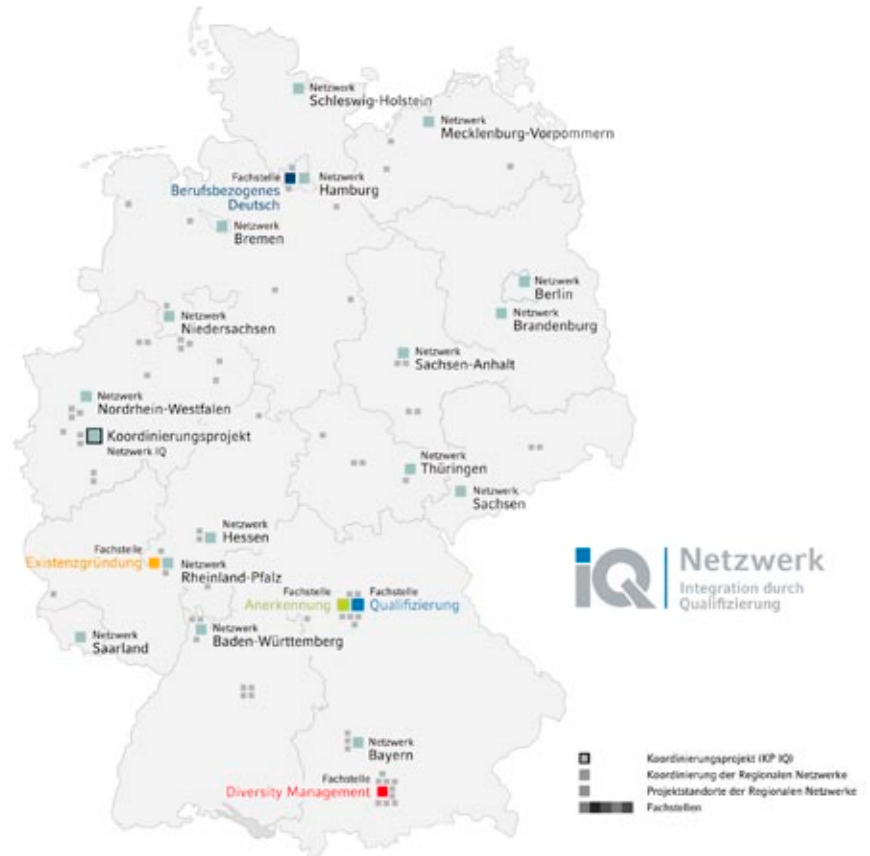 Netzwerk
Schleswig-Holstein
Netzwerk
Mecklenburg-Vorpommern
Fachstelle
Berufsbezogenes
Deutsch
Netzwerk
Hamburg
Netzwerk
Bremen
Netzwerk
Berlin
Netzwerk
Brandenburg
Netzwerk
Niedersachsen
Netzwerk
Sachsen-Anhalt
Netzwerk
Nordrhein-Westfalen
Koordinierungsprojekt
Netzwerk IQ
Netzwerk
Thüringen
Netzwerk
Sachsen
Netzwerk
Hessen
Fachstelle
Existenzgründung
Netzwerk
Rheinland-Pfalz
Fachstelle
Anerkennung
Fachstelle
Qualifizierung
Netzwerk
Saarland
Netzwerk
Baden-Württemberg
Netzwerk
Bayern
Fachstelle
Diversity Management
iQ
Netzwerk
Integration durch
Qualifizierung
Koordinierungsprojekt (KP IQ)
Koordinierung der Regionalen Netzwerke
Projektstandorte der Regionalen Netzwerke
Fachstellen